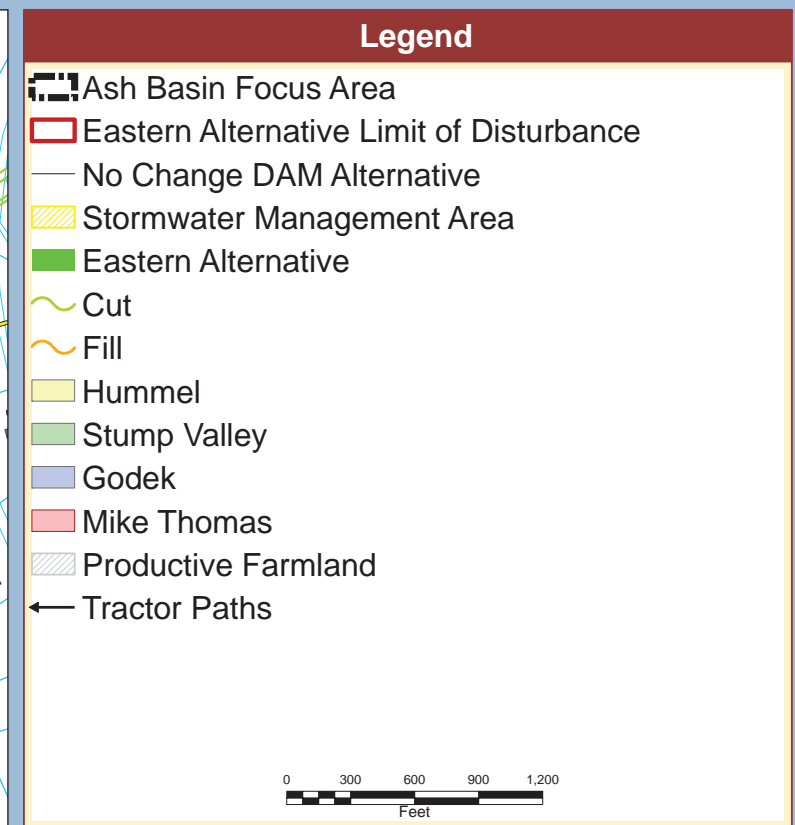 Legend
Ash Basin Focus Area
Eastern Alternative Limit of Disturbance
No Change DAM Alternative
Stormwater Management Area
Eastern Alternative
Cut
Fill
Hummel
Stump Valley
Godek
Mike Thomas
Productive Farmland
Tractor Paths
0 300 600 900 1,200
Feet